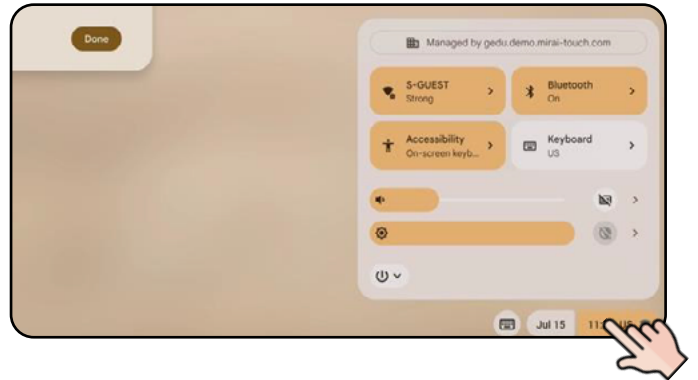 Done
Managed by gedu.demo.mirai-touch.com
S-GUEST
Strong
Bluetooth
On
Accessibility
On-screen keyb...
Keyboard
US
Jul 15
US